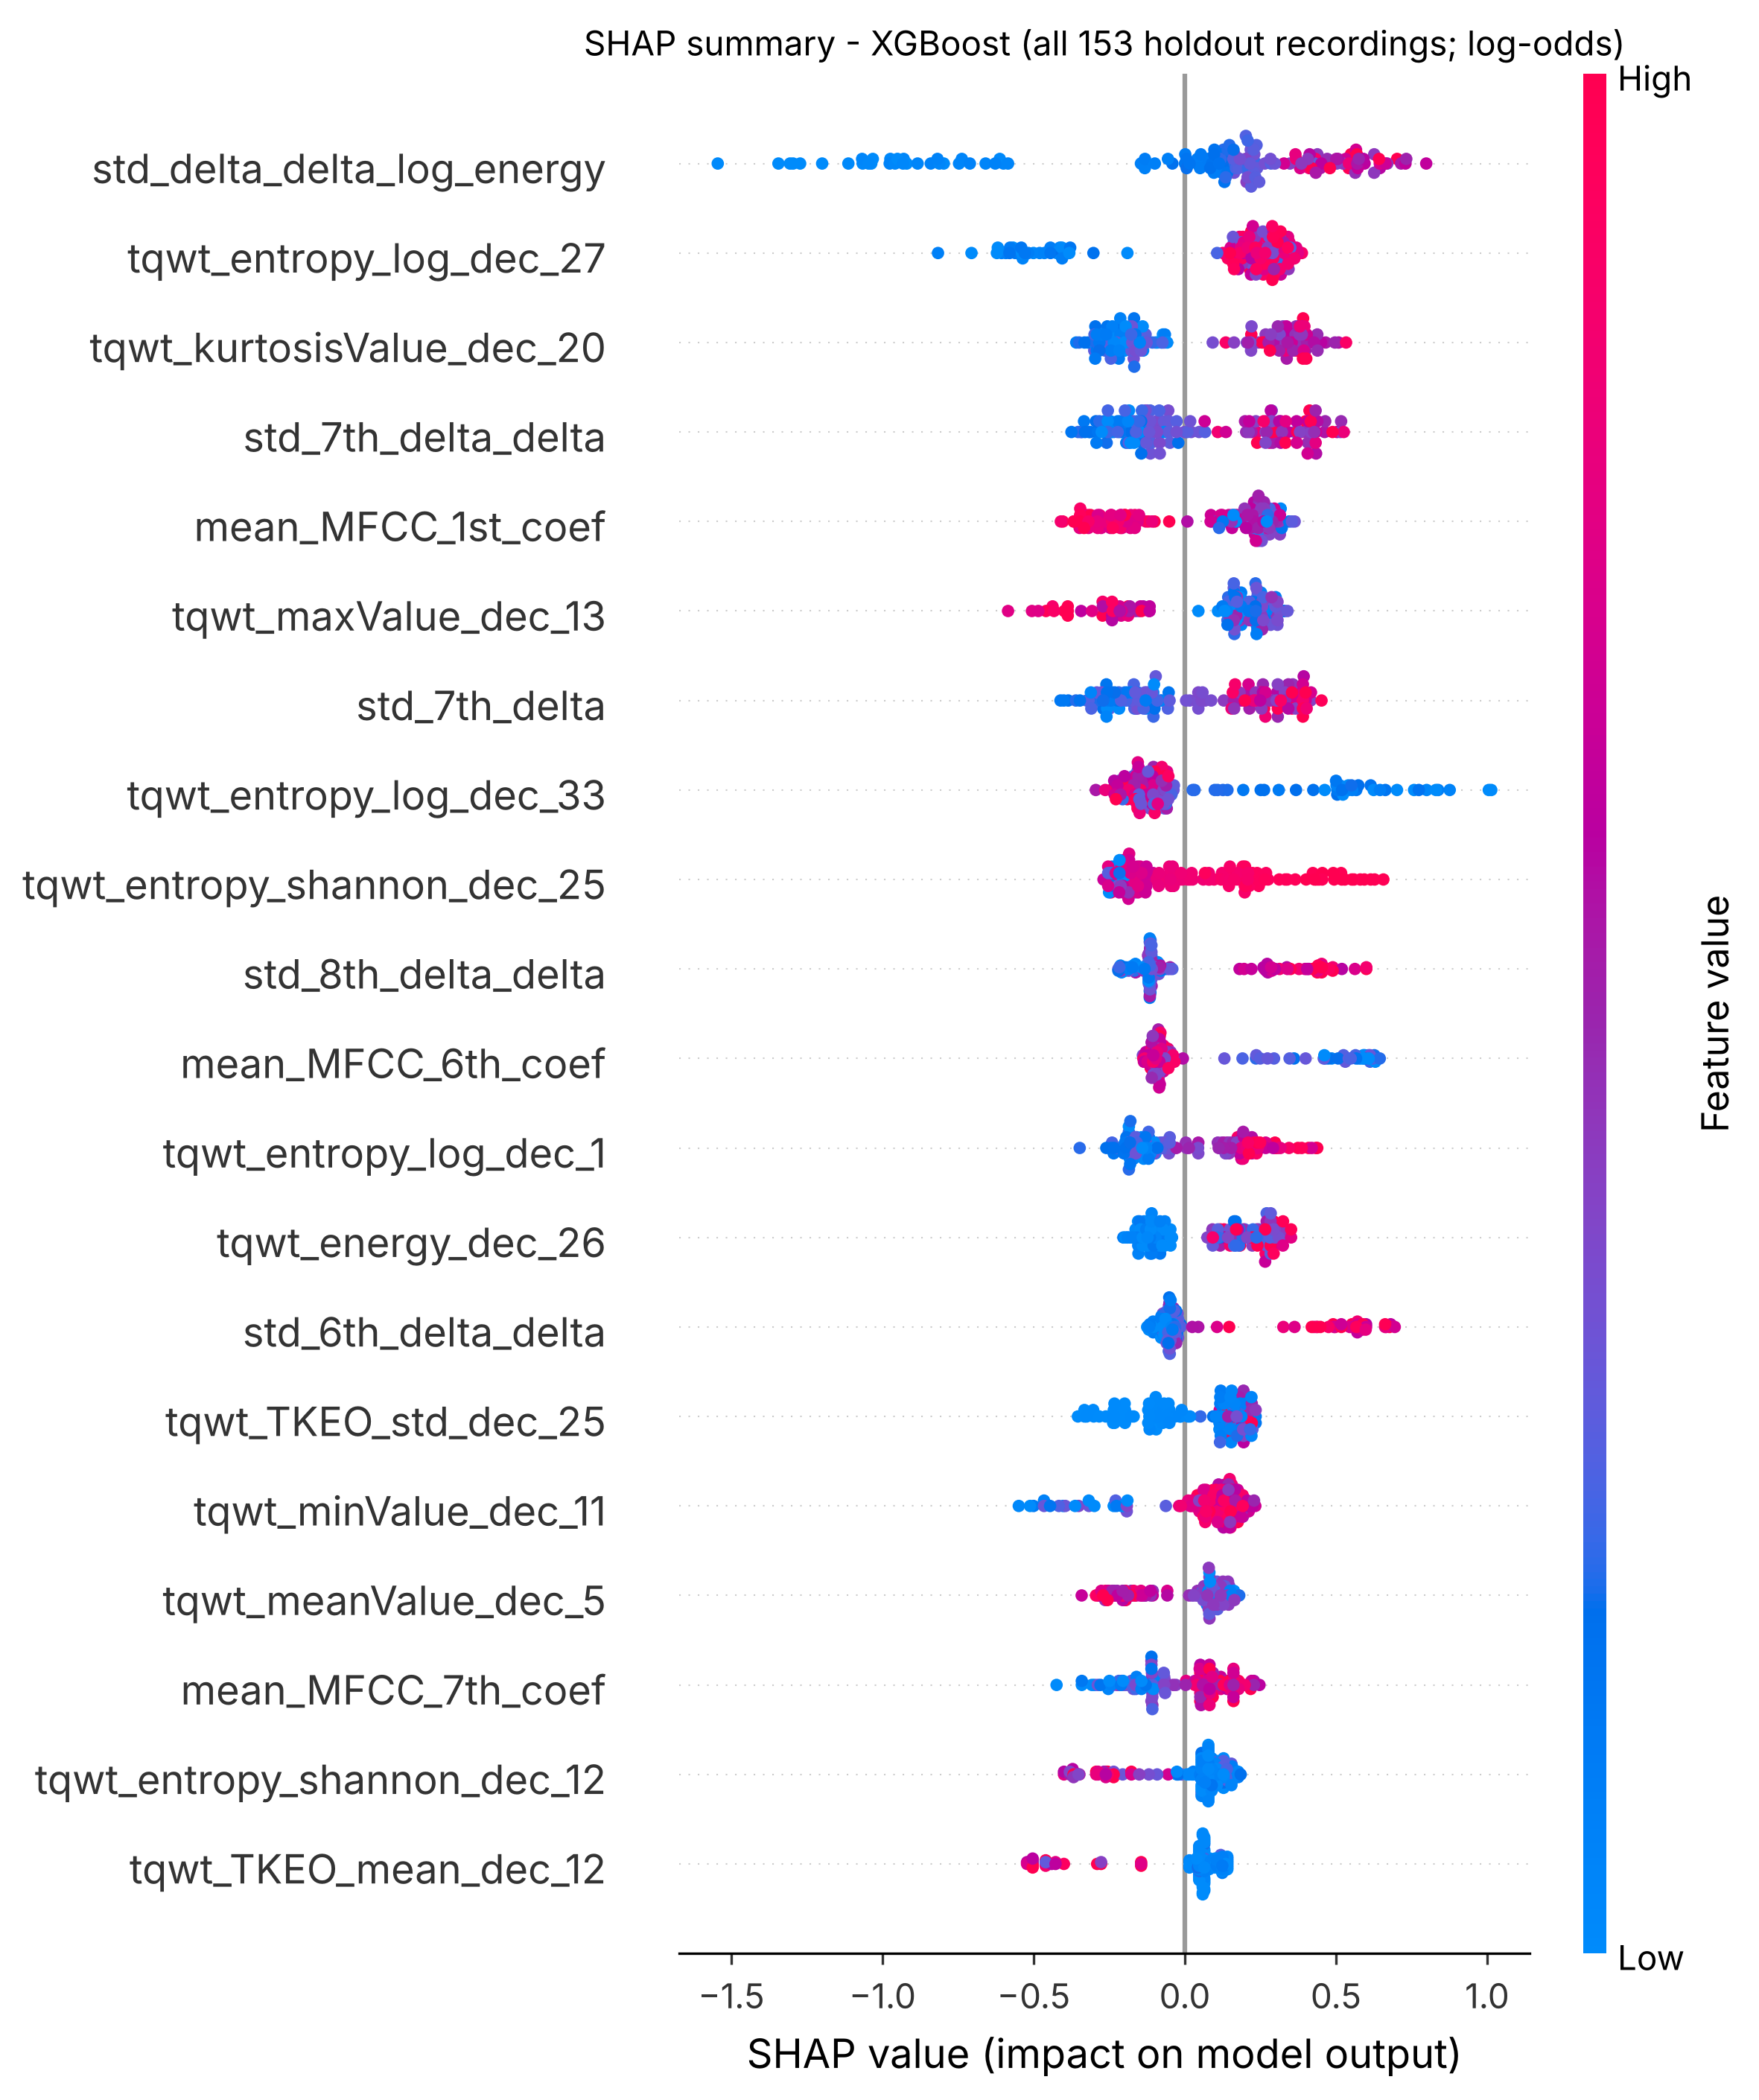 SHAP summary - XGBoost (all 153 holdout recordings; log-odds)
High
std_delta_delta_log_energy
tqwt_entropy_log_dec_27
tqwt_kurtosisValue_dec_20
std_7th_delta_delta
mean_MFCC_1st_coef
tqwt_maxValue_dec_13
std_7th_delta
tqwt_entropy_log_dec_33
tqwt_entropy_shannon_dec_25
std_8th_delta_delta
mean_MFCC_6th_coef
tqwt_entropy_log_dec_1
tqwt_energy_dec_26
std_6th_delta_delta
tqwt_TKEO_std_dec_25
tqwt_minValue_dec_11
tqwt_meanValue_dec_5
mean_MFCC_7th_coef
tqwt_entropy_shannon_dec_12
tqwt_TKEO_mean_dec_12
Feature value
Low
−1.5 −1.0 −0.5 0.0 0.5 1.0
SHAP value (impact on model output)